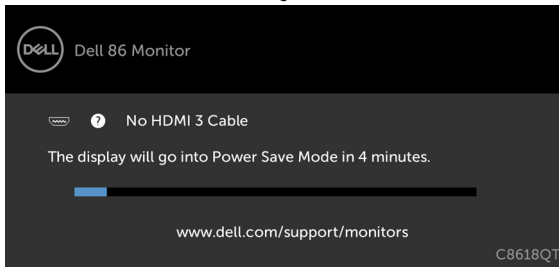 DELL
Dell 86 Monitor
? No HDMI 3 Cable
The display will go into Power Save Mode in 4 minutes.
www.dell.com/support/monitors
C8618QT